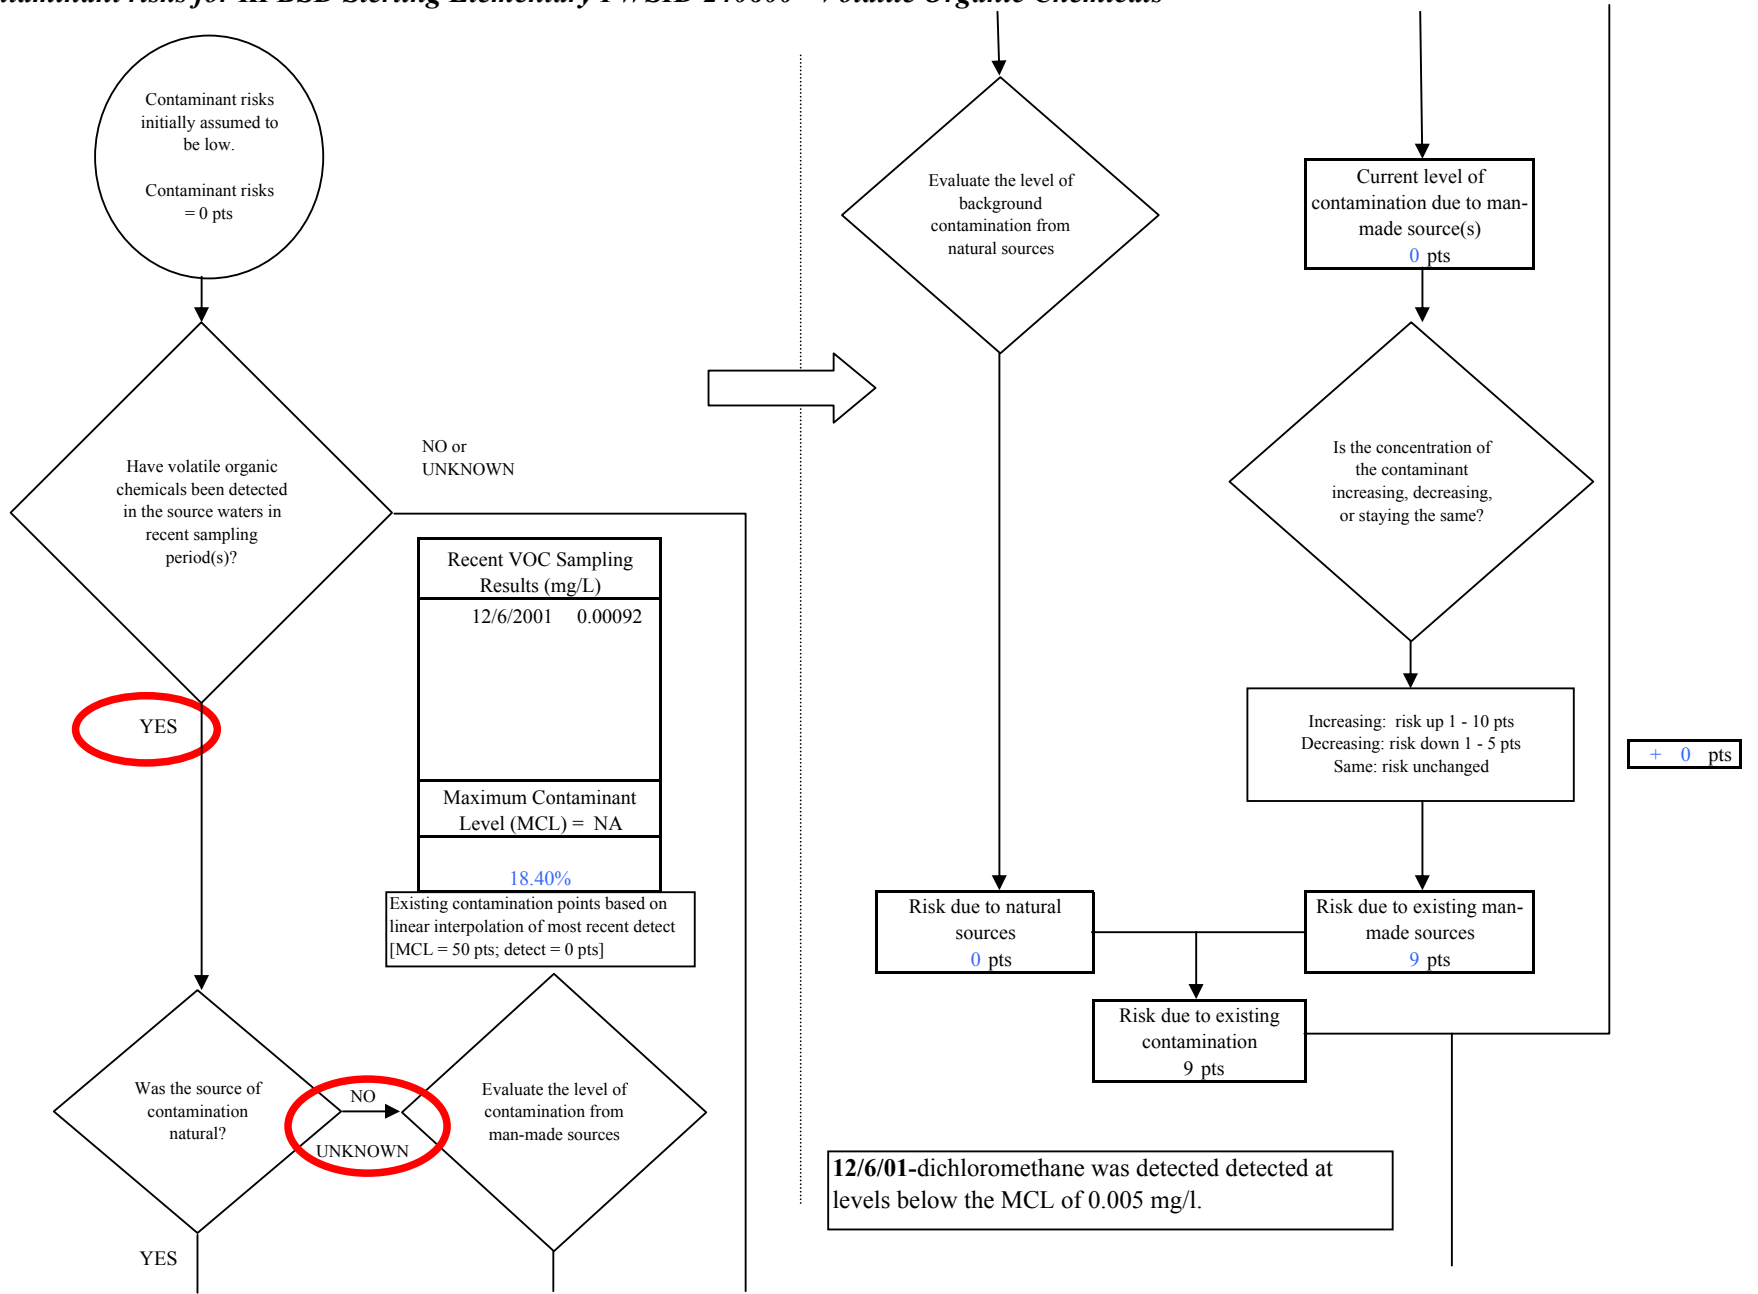 Contaminant risks
initially assumed to
be low.
Contaminant risks
= 0 pts
Have volatile organic
chemicals been detected
in the source waters in
recent sampling
period(s)?
NO or
UNKNOWN
YES
Recent VOC Sampling
Results (mg/L)
12/6/2001 0.00092
Maximum Contaminant
Level (MCL) = NA
18.40%
Existing contamination points based on
linear interpolation of most recent detect
[MCL = 50 pts; detect = 0 pts]
Was the source of
contamination
natural?
NO
UNKNOWN
YES
Evaluate the level of
contamination from
man-made sources
Evaluate the level of
background
contamination from
natural sources
Current level of
contamination due to man-
made source(s)
0 pts
Is the concentration of
the contaminant
increasing, decreasing,
or staying the same?
Increasing: risk up 1 - 10 pts
Decreasing: risk down 1 - 5 pts
Same: risk unchanged
+ 0 pts
Risk due to natural
sources
0 pts
Risk due to existing man-
made sources
9 pts
Risk due to existing
contamination
9 pts
12/6/01-dichloromethane was detected detected at
levels below the MCL of 0.005 mg/l.